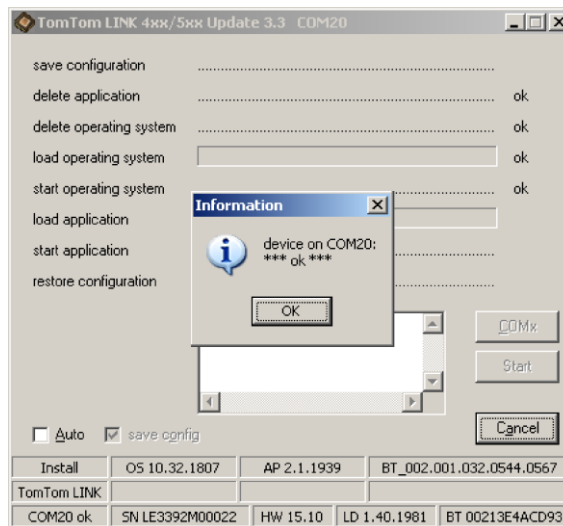 TomTom LINK 4xx/5xx Update 3.3 COM20
save configuration
delete application ok
delete operating system ok
load operating system ok
start operating system ok
load application
start application
restore configuration
Information
device on COM20:
*** ok ***
OK
COMx
Start
Cancel
Auto save config
Install OS 10.32.1807 AP 2.1.1939 BT_002.001.032.0544.0567
TomTom LINK
COM20 ok SN LE3392M00022 HW 15.10 LD 1.40.1981 BT 00213E4ACD93